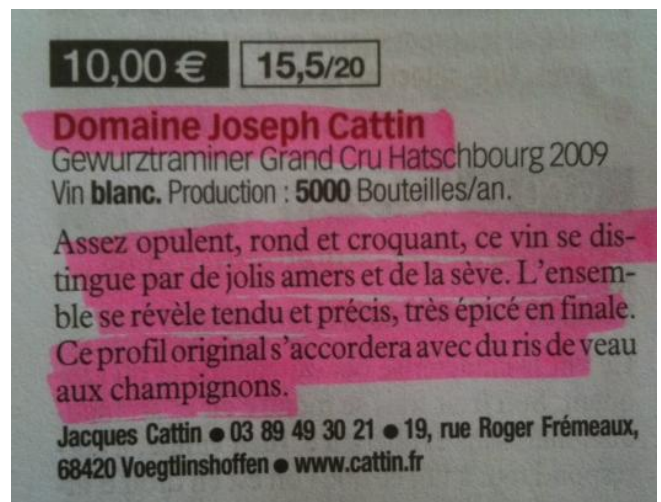 10,00 € 15,5/20
Domaine Joseph Cattin
Gewurztraminer Grand Cru Hatschbourg 2009
Vin blanc. Production : 5000 Bouteilles/an.
Assez opulent, rond et croquant, ce vin se dis-
tingue par de jolis amers et de la sève. L'ensem-
ble se révèle tendu et précis, très épicé en finale.
Ce profil original s'accordera avec du ris de veau
aux champignons.
Jacques Cattin ● 03 89 49 30 21 ● 19, rue Roger Frémeaux,
68420 Voegtlinshoffen ● www.cattin.fr